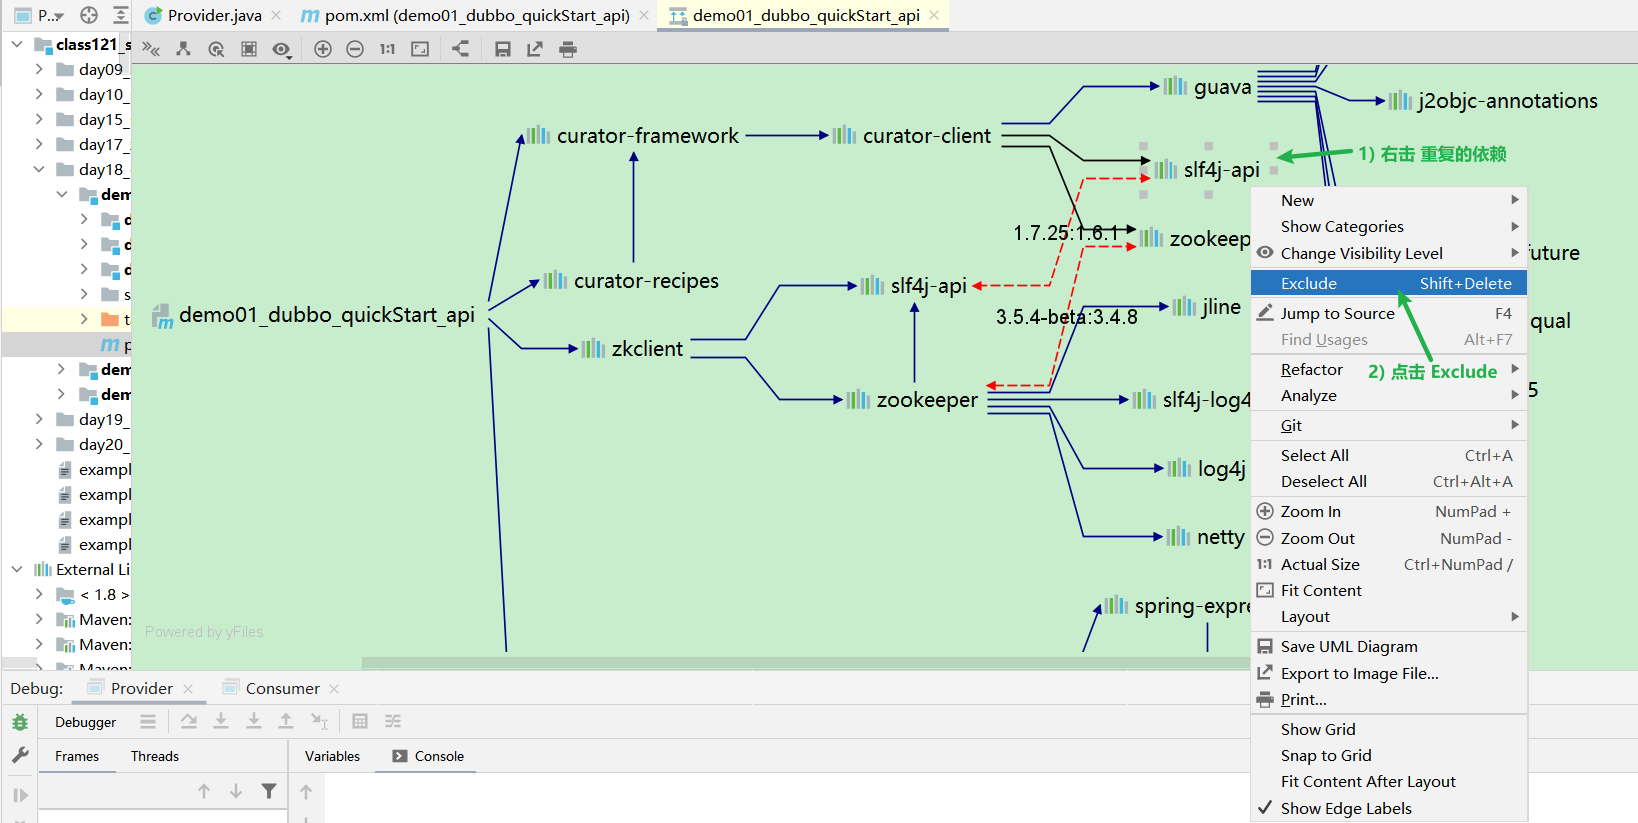 P...
Provider.java
pom.xml (demo01_dubbo_quickStart_api)
demo01_dubbo_quickStart_api
class121_s
day09_
day10_
day15_
day17_
day18_
dem
d
d
d
s
t
p
dem
dem
day19_
day20_
exampl
exampl
exampl
exampl
External Li
< 1.8 >
Maven:
Maven:
Maven:
1:1
guava
j2objc-annotations
curator-framework
curator-client
1) 右击 重复的依赖
slf4j-api
1.7.25:1.6.1
zookeep
curator-recipes
slf4j-api
demo01_dubbo_quickStart_api
3.5.4-beta:3.4.8
jline
zkclient
zookeeper
slf4j-log4
log4j
netty
spring-expre
Powered by yFiles
uture
qual
5
New
Show Categories
Change Visibility Level
Exclude Shift+Delete
Jump to Source F4
Find Usages Alt+F7
Refactor
2) 点击 Exclude
Analyze
Git
Select All Ctrl+A
Deselect All Ctrl+Alt+A
Zoom In NumPad +
Zoom Out NumPad -
1:1 Actual Size Ctrl+NumPad /
Fit Content
Layout
Save UML Diagram
Export to Image File...
Print...
Show Grid
Snap to Grid
Fit Content After Layout
Show Edge Labels
Debug:
Provider
Consumer
Debugger
Frames
Threads
Variables
Console